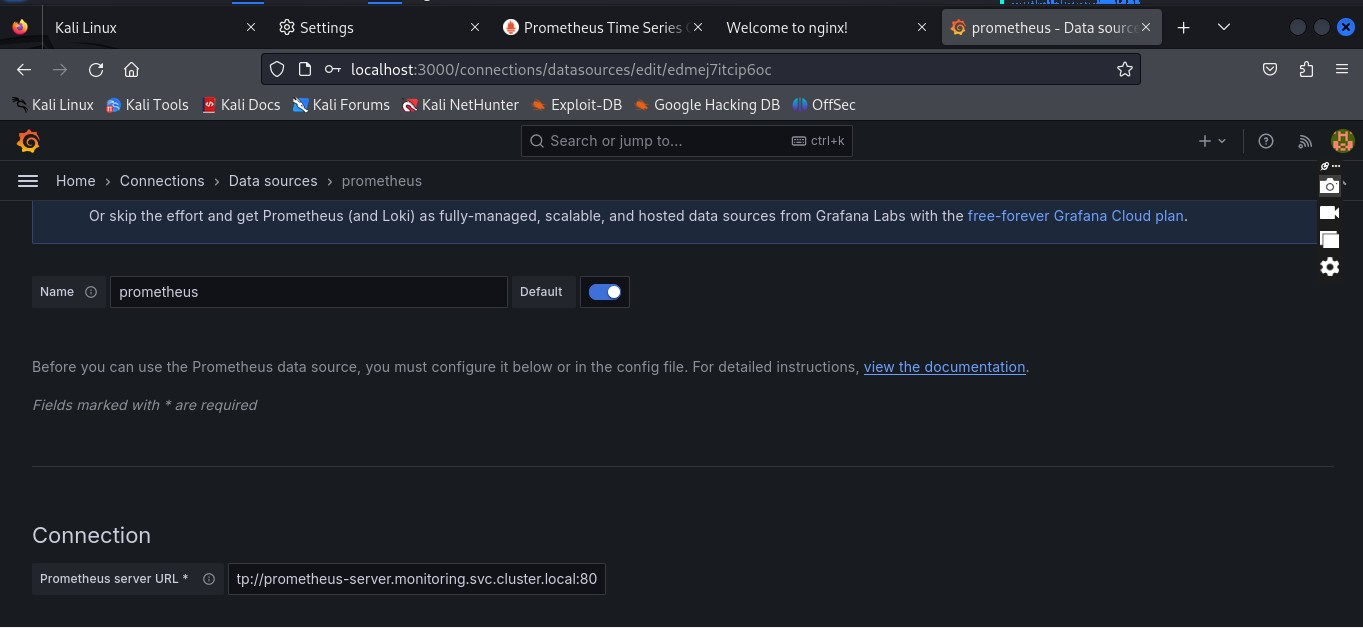 Kali Linux
Settings
Prometheus Time Series
Welcome to nginx!
prometheus - Data source
localhost:3000/connections/datasources/edit/edmej7itcip6oc
Kali Linux Kali Tools Kali Docs Kali Forums Kali NetHunter Exploit-DB Google Hacking DB OffSec
Search or jump to... ctrl+k
Home › Connections › Data sources › prometheus
Or skip the effort and get Prometheus (and Loki) as fully-managed, scalable, and hosted data sources from Grafana Labs with the free-forever Grafana Cloud plan.
Name prometheus Default
Before you can use the Prometheus data source, you must configure it below or in the config file. For detailed instructions, view the documentation.
Fields marked with * are required
Connection
Prometheus server URL * tp://prometheus-server.monitoring.svc.cluster.local:80